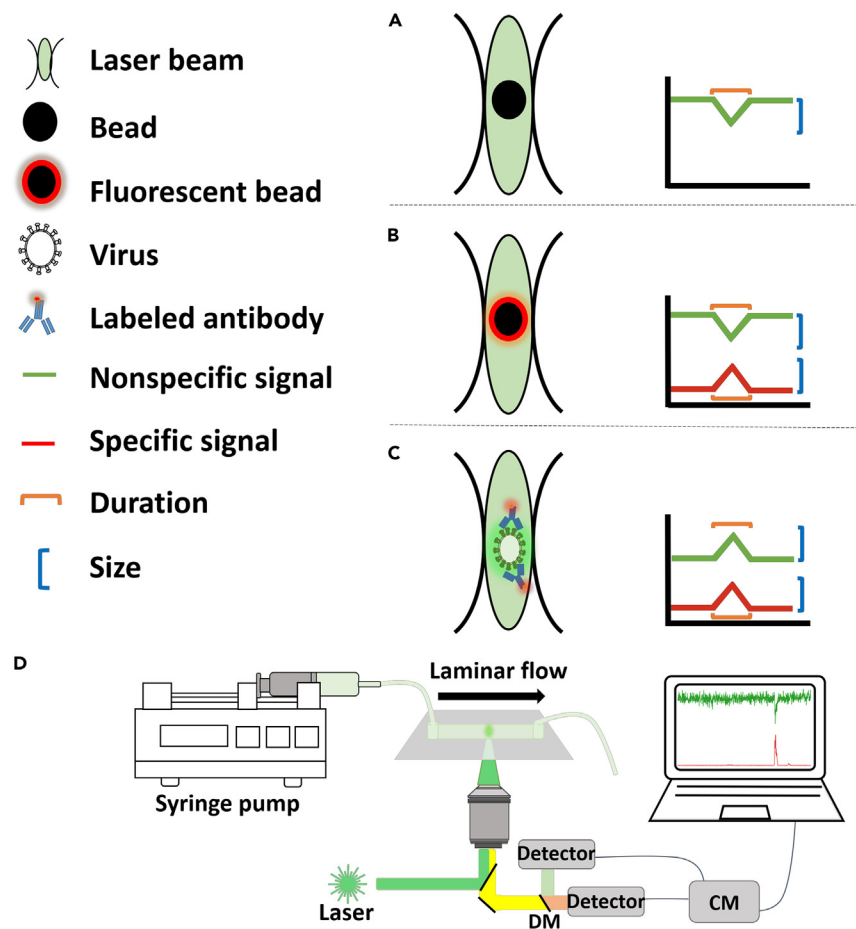 Laser beam
Bead
Fluorescent bead
Virus
Labeled antibody
Nonspecific signal
Specific signal
Duration
Size
A
B
C
D
Laminar flow
Syringe pump
Laser
Detector
Detector
DM
CM